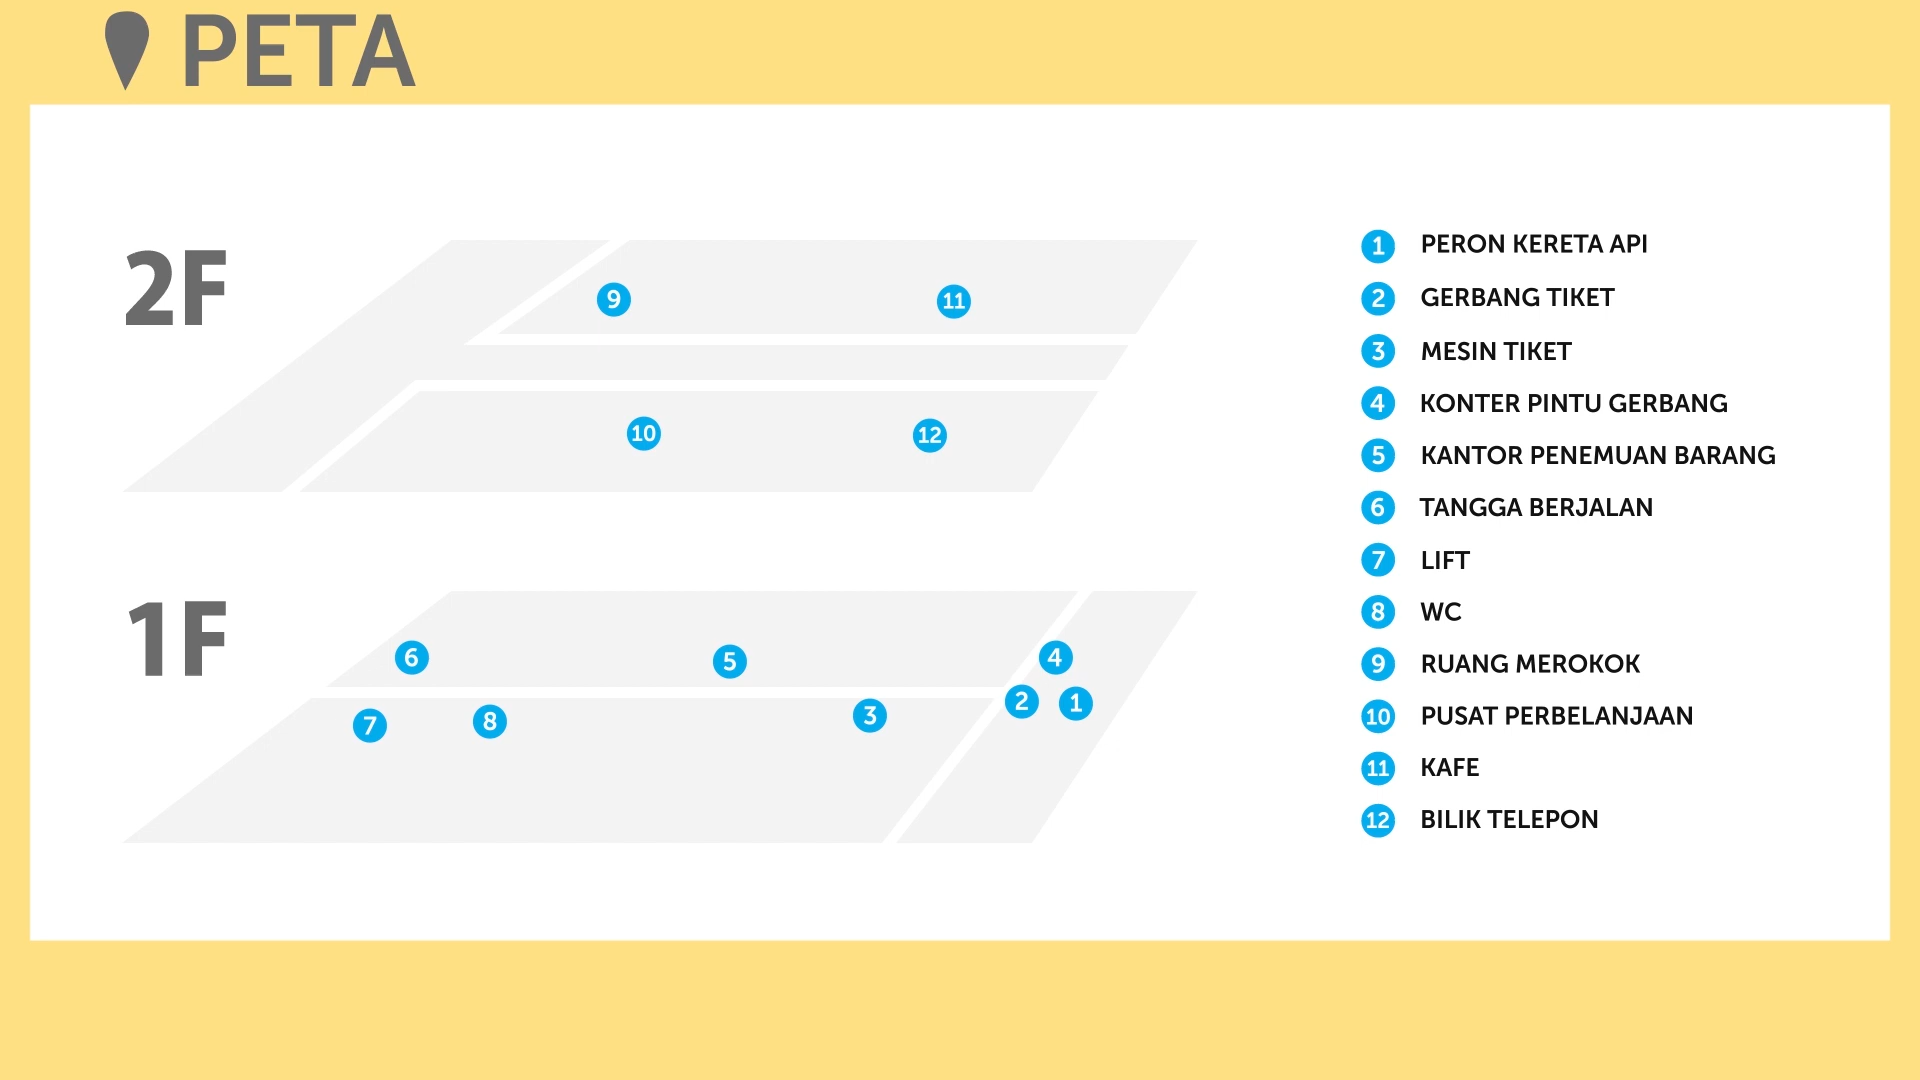 PETA
2F
9
11
10
12
1F
6
5
4
2
1
7
8
3
1 PERON KERETA API
2 GERBANG TIKET
3 MESIN TIKET
4 KONTER PINTU GERBANG
5 KANTOR PENEMUAN BARANG
6 TANGGA BERJALAN
7 LIFT
8 WC
9 RUANG MEROKOK
10 PUSAT PERBELANJAAN
11 KAFE
12 BILIK TELEPON